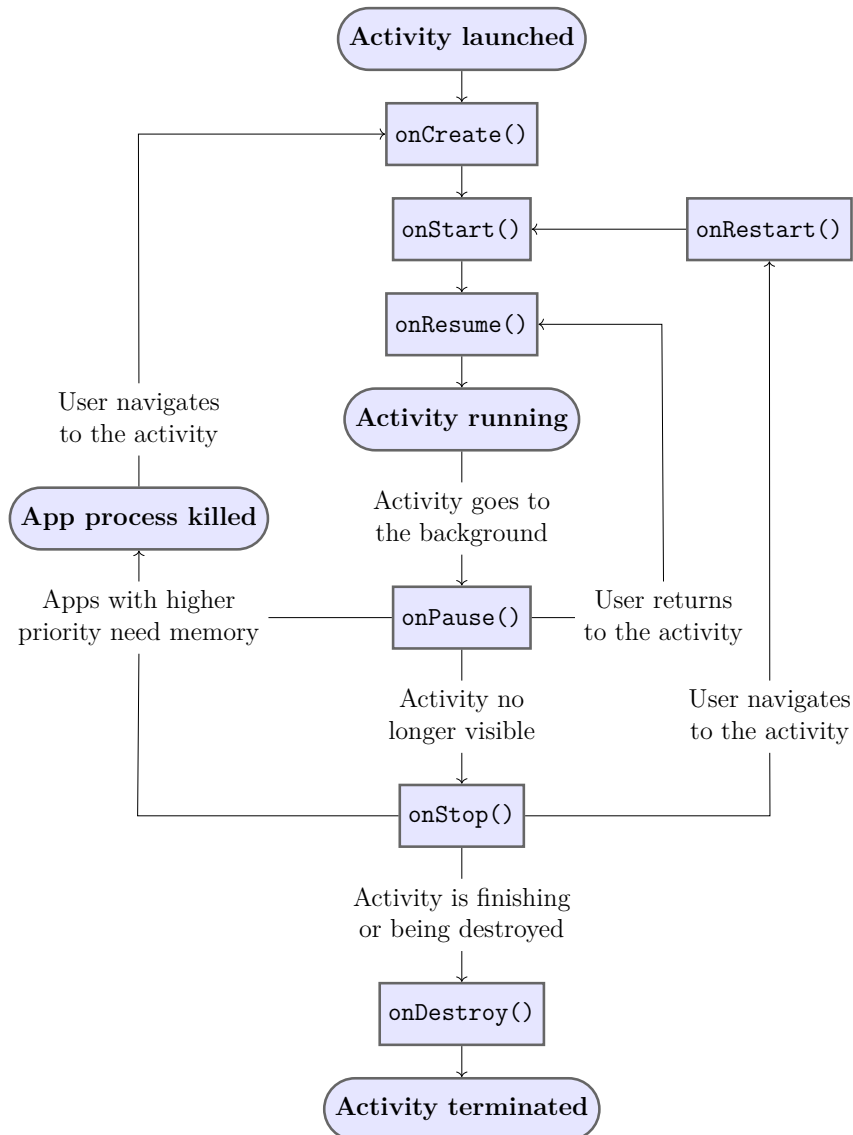 Activity launched
onCreate()
onStart()
onRestart()
onResume()
User navigates
to the activity
Activity running
App process killed
Activity goes to
the background
Apps with higher
priority need memory
onPause()
User returns
to the activity
Activity no
longer visible
User navigates
to the activity
onStop()
Activity is finishing
or being destroyed
onDestroy()
Activity terminated